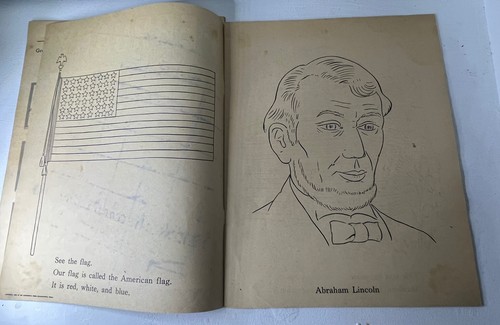 See the flag.
Our flag is called the American flag.
It is red, white, and blue.
Abraham Lincoln